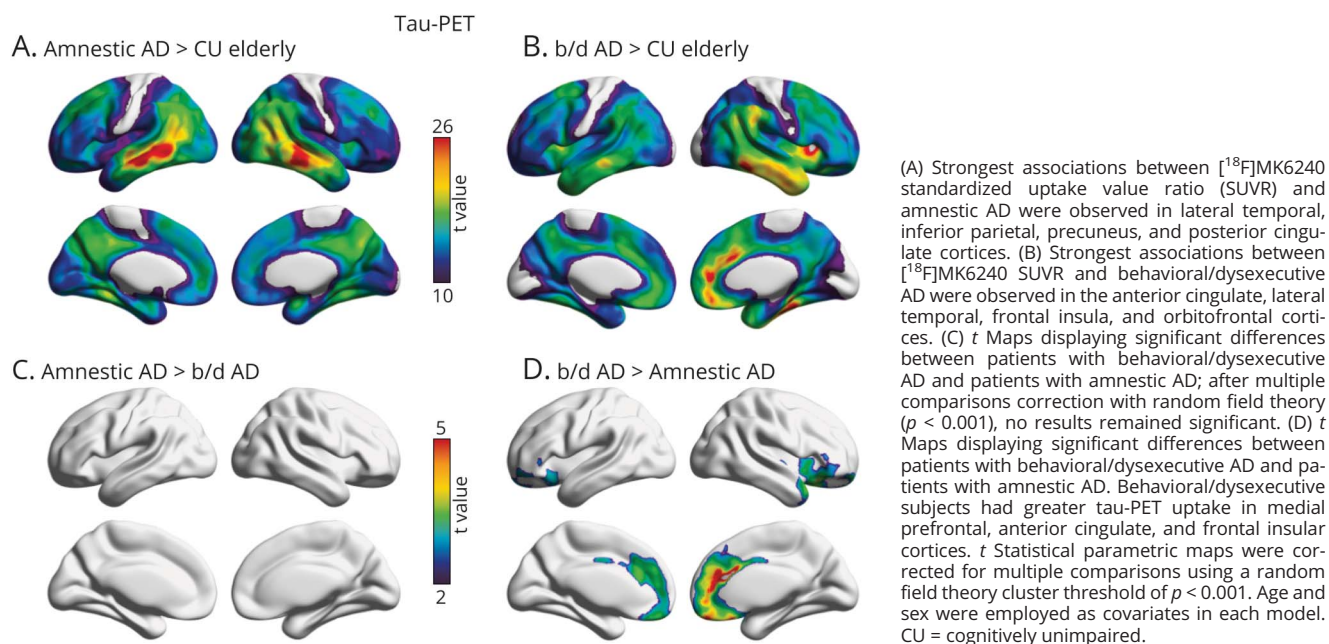 Tau-PET
A. Amnestic AD > CU elderly
B. b/d AD > CU elderly
26
t value
10
C. Amnestic AD > b/d AD
D. b/d AD > Amnestic AD
5
t value
2
(A) Strongest associations between [¹⁸F]MK6240
standardized uptake value ratio (SUVR) and
amnestic AD were observed in lateral temporal,
inferior parietal, precuneus, and posterior cingu-
late cortices. (B) Strongest associations between
[¹⁸F]MK6240 SUVR and behavioral/dysexecutive
AD were observed in the anterior cingulate, lateral
temporal, frontal insula, and orbitofrontal corti-
ces. (C) t Maps displaying significant differences
between patients with behavioral/dysexecutive
AD and patients with amnestic AD; after multiple
comparisons correction with random field theory
(p < 0.001), no results remained significant. (D) t
Maps displaying significant differences between
patients with behavioral/dysexecutive AD and pa-
tients with amnestic AD. Behavioral/dysexecutive
subjects had greater tau-PET uptake in medial
prefrontal, anterior cingulate, and frontal insular
cortices. t Statistical parametric maps were cor-
rected for multiple comparisons using a random
field theory cluster threshold of p < 0.001. Age and
sex were employed as covariates in each model.
CU = cognitively unimpaired.